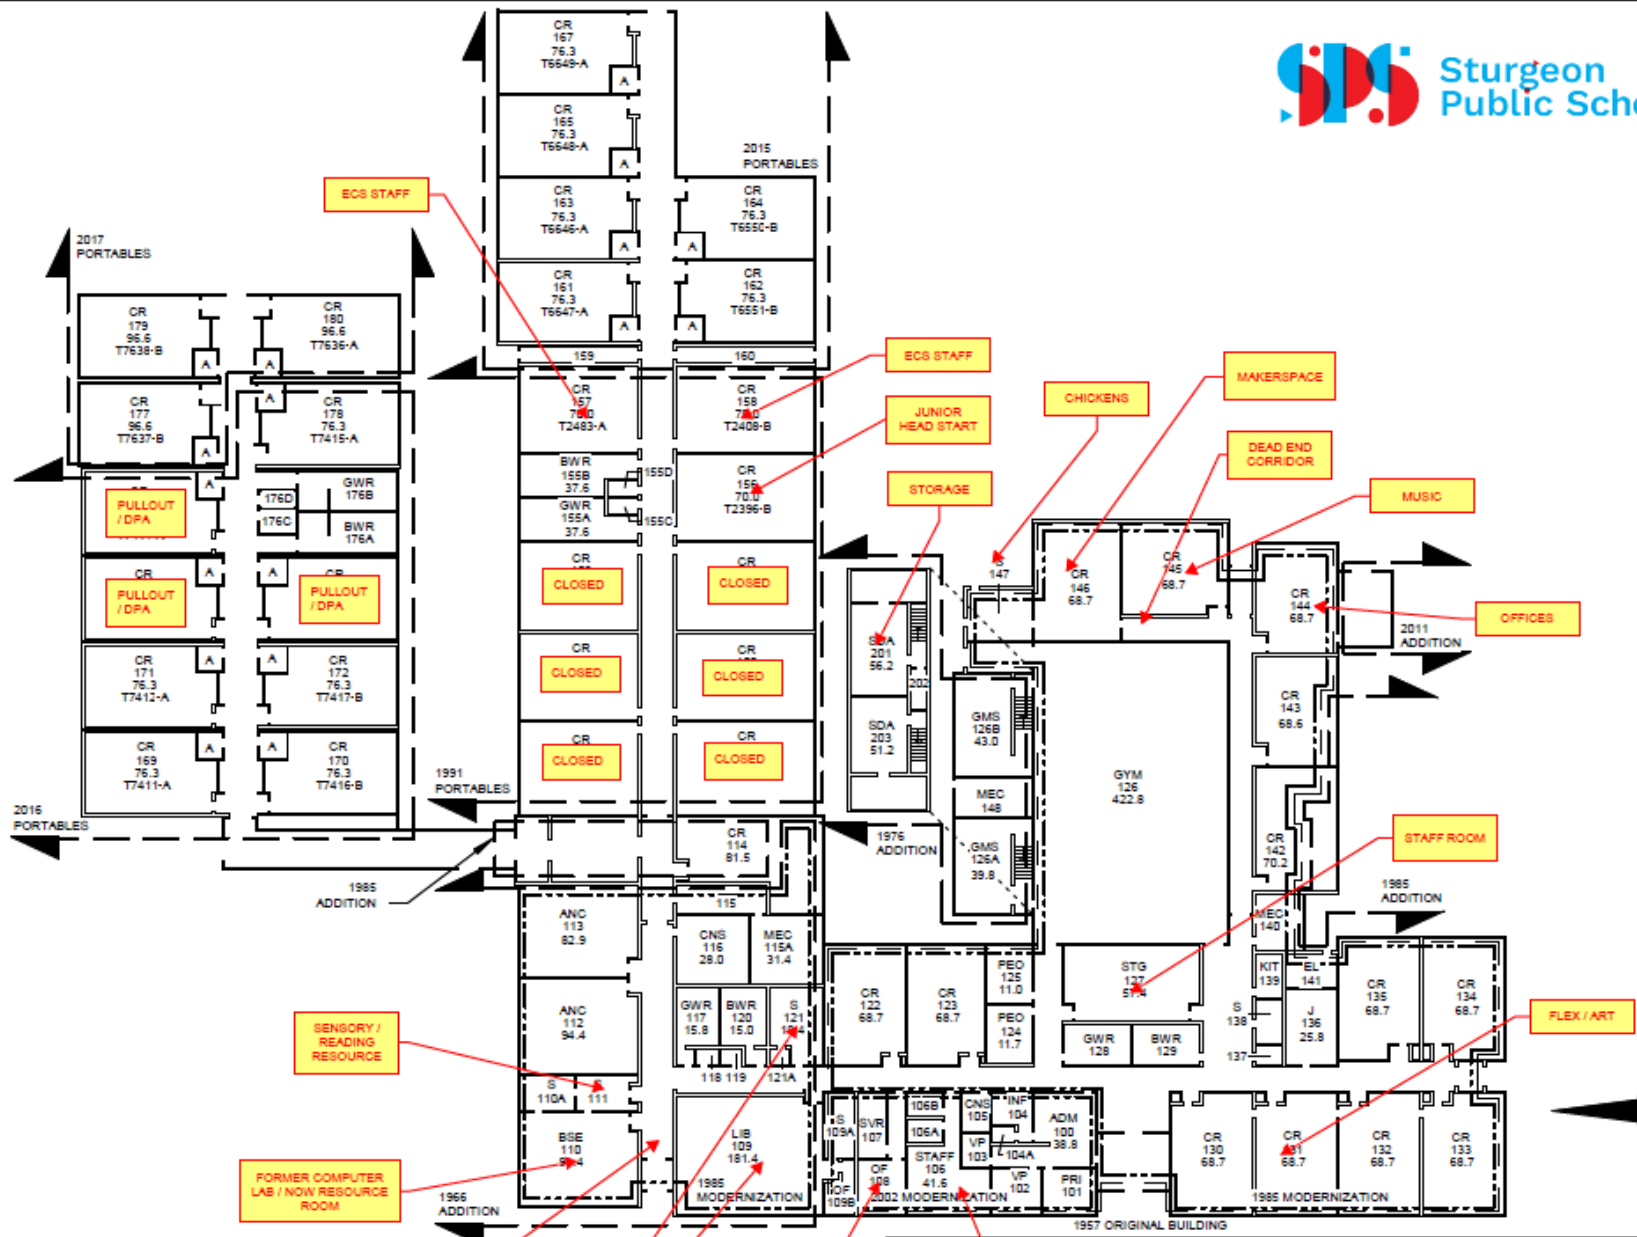 Sturgeon
Public Scho
CR
167
76.3
T6649-A
A
CR
165
76.3
T6648-A
A
2015
PORTABLES
CR
163
76.3
T6646-A
A
CR
164
76.3
T6550-B
A
CR
161
76.3
T6647-A
A
CR
162
76.3
T6551-B
A
ECS STAFF
2017
PORTABLES
CR
179
96.6
T7638-B
A
CR
180
96.6
T7636-A
A
CR
177
96.6
T7637-B
A
CR
178
76.3
T7415-A
A
159
160
CR
157
T2483-A
CR
158
T2408-B
ECS STAFF
JUNIOR
HEAD START
BWR
155B
37.6
GWR
155A
37.6
155D
155C
CR
156
70.0
T2396-B
PULLOUT
/ DPA
A
176D
176C
GWR
176B
BWR
176A
CR
PULLOUT
/ DPA
A
A
CR
PULLOUT
/ DPA
CR
171
76.3
T7412-A
A
A
CR
172
76.3
T7417-B
CR
169
76.3
T7411-A
A
A
CR
170
76.3
T7416-B
2016
PORTABLES
CR
CLOSED
CR
CLOSED
CR
CLOSED
CR
CLOSED
CR
CLOSED
CLOSED
1991
PORTABLES
STORAGE
CHICKENS
MAKERSPACE
DEAD END
CORRIDOR
MUSIC
OFFICES
S
147
CR
146
68.7
CR
145
68.7
CR
144
68.7
2011
ADDITION
SDA
201
56.2
202
SDA
203
51.2
GMS
126B
43.0
MEC
148
GMS
126A
39.8
GYM
126
422.8
CR
143
68.6
CR
142
70.2
STAFF ROOM
1976
ADDITION
1985
ADDITION
CR
114
81.5
1985
ADDITION
115
ANC
113
82.9
CNS
116
28.0
MEC
115A
31.4
MEC
140
ANC
112
94.4
GWR
117
15.8
BWR
120
15.0
S
121
118
119
121A
CR
122
68.7
CR
123
68.7
PEO
125
11.0
PEO
124
11.7
STG
127
57.4
GWR
128
BWR
129
KIT
139
S
138
137
EL
141
J
136
25.8
CR
135
68.7
CR
134
68.7
FLEX / ART
SENSORY /
READING
RESOURCE
S
110A
111
BSE
110
LIB
109
181.4
1985
MODERNIZATION
S
109A
SVR
107
106B
106A
CNS
105
INF
104
VP
103
104A
ADM
100
38.8
STAFF
106
41.6
OF
108
OF
109B
VP
102
PRI
101
2002 MODERNIZATION
CR
130
68.7
CR
131
68.7
CR
132
68.7
CR
133
68.7
1985 MODERNIZATION
FORMER COMPUTER
LAB / NOW RESOURCE
ROOM
1966
ADDITION
1957 ORIGINAL BUILDING